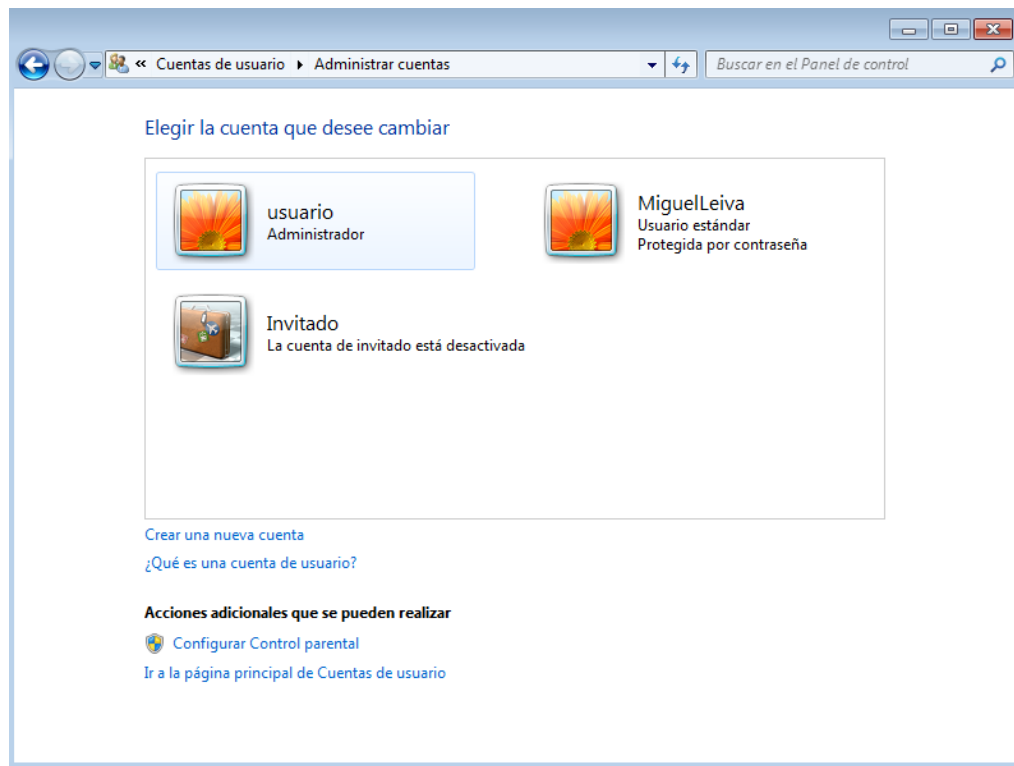 « Cuentas de usuario ▸ Administrar cuentas
Buscar en el Panel de control
Elegir la cuenta que desee cambiar
usuario
Administrador
MiguelLeiva
Usuario estándar
Protegida por contraseña
Invitado
La cuenta de invitado está desactivada
Crear una nueva cuenta
¿Qué es una cuenta de usuario?
Acciones adicionales que se pueden realizar
Configurar Control parental
Ir a la página principal de Cuentas de usuario